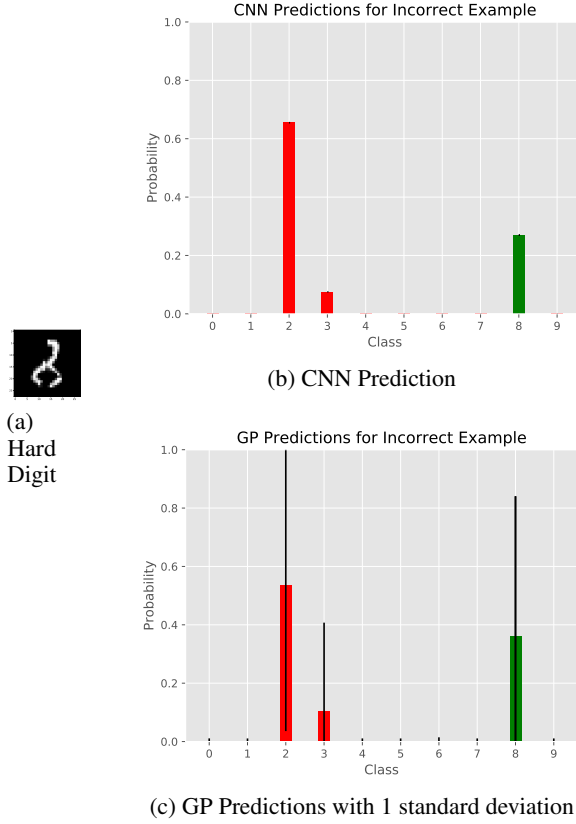 CNN Predictions for Incorrect Example
1.0
0.8
0.6
0.4
0.2
0.0
Probability
0 1 2 3 4 5 6 7 8 9
Class
(b) CNN Prediction
(a)
Hard
Digit
GP Predictions for Incorrect Example
1.0
0.8
0.6
0.4
0.2
0.0
Probability
0 1 2 3 4 5 6 7 8 9
Class
(c) GP Predictions with 1 standard deviation